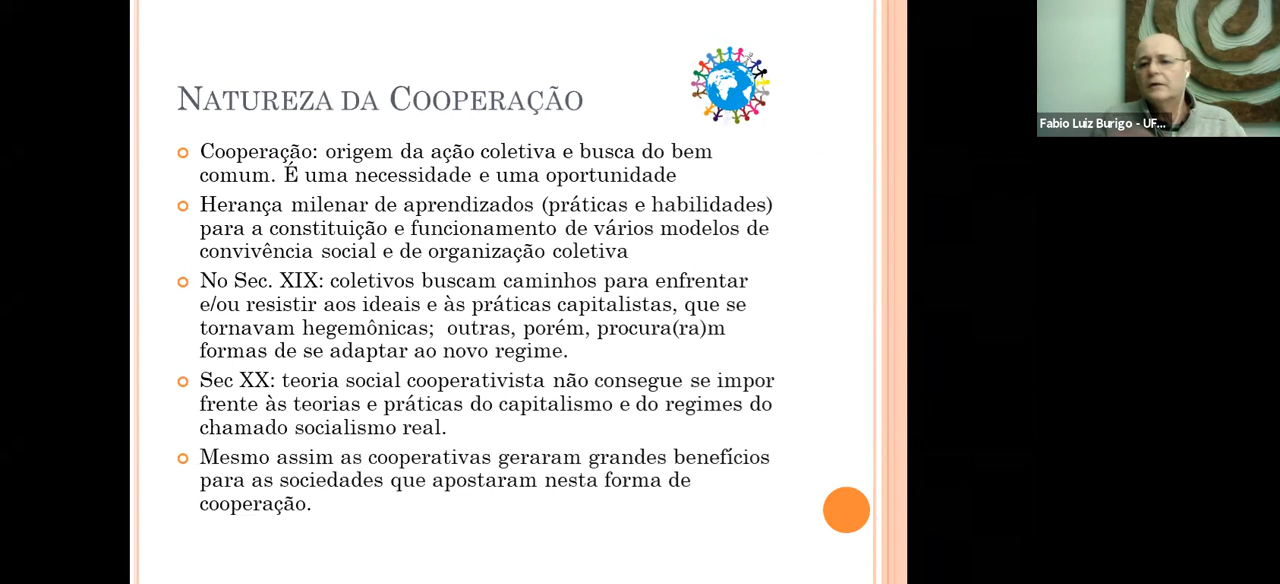 NATUREZA DA COOPERAÇÃO
Cooperação: origem da ação coletiva e busca do bem
comum. É uma necessidade e uma oportunidade
Herança milenar de aprendizados (práticas e habilidades)
para a constituição e funcionamento de vários modelos de
convivência social e de organização coletiva
No Sec. XIX: coletivos buscam caminhos para enfrentar
e/ou resistir aos ideais e às práticas capitalistas, que se
tornavam hegemônicas; outras, porém, procura(ra)m
formas de se adaptar ao novo regime.
Sec XX: teoria social cooperativista não consegue se impor
frente às teorias e práticas do capitalismo e do regimes do
chamado socialismo real.
Mesmo assim as cooperativas geraram grandes benefícios
para as sociedades que apostaram nesta forma de
cooperação.
Fabio Luiz Burigo - UF...